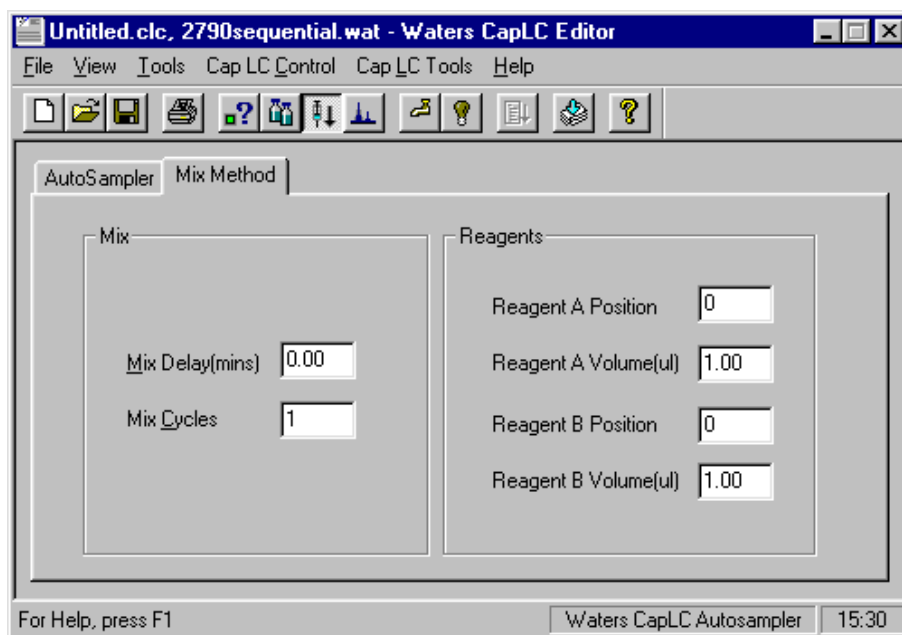 Untitled.clc, 2790sequential.wat - Waters CapLC Editor
File View Tools Cap LC Control Cap LC Tools Help
AutoSampler Mix Method
Mix
Mix Delay(mins) 0.00
Mix Cycles 1
Reagents
Reagent A Position 0
Reagent A Volume(ul) 1.00
Reagent B Position 0
Reagent B Volume(ul) 1.00
For Help, press F1 Waters CapLC Autosampler 15:30